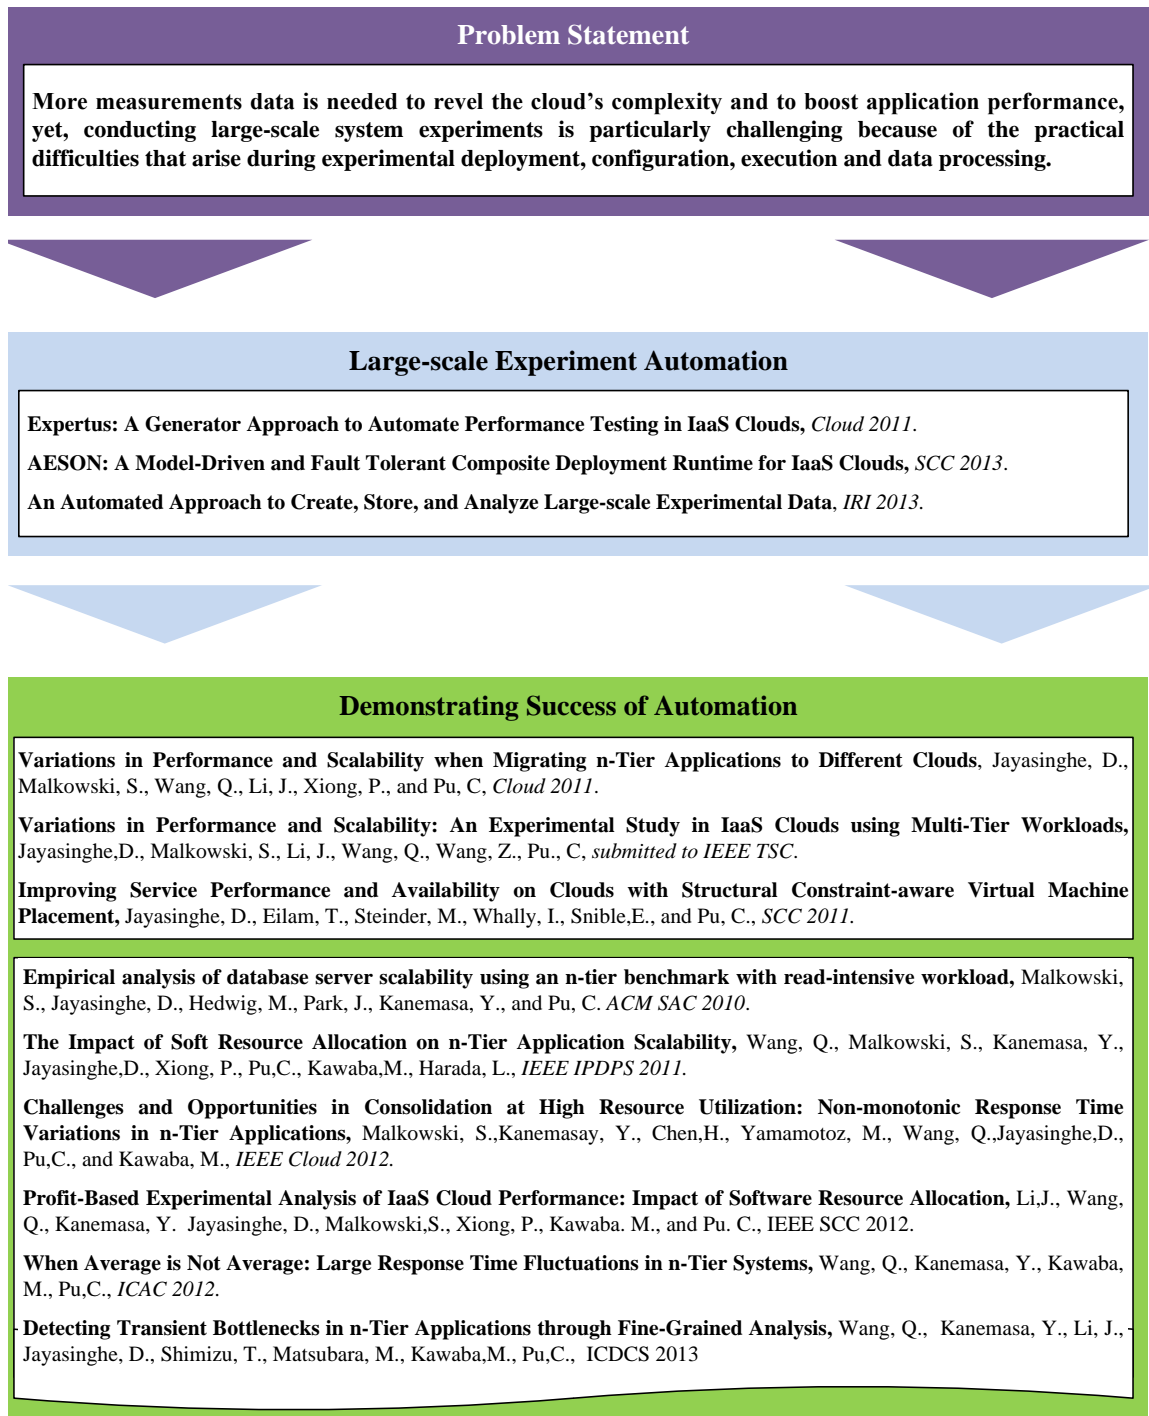 Problem Statement
More measurements data is needed to revel the cloud's complexity and to boost application performance,
yet, conducting large-scale system experiments is particularly challenging because of the practical
difficulties that arise during experimental deployment, configuration, execution and data processing.
Large-scale Experiment Automation
Expertus: A Generator Approach to Automate Performance Testing in IaaS Clouds, Cloud 2011.
AESON: A Model-Driven and Fault Tolerant Composite Deployment Runtime for IaaS Clouds, SCC 2013.
An Automated Approach to Create, Store, and Analyze Large-scale Experimental Data, IRI 2013.
Demonstrating Success of Automation
Variations in Performance and Scalability when Migrating n-Tier Applications to Different Clouds, Jayasinghe, D.,
Malkowski, S., Wang, Q., Li, J., Xiong, P., and Pu, C, Cloud 2011.
Variations in Performance and Scalability: An Experimental Study in IaaS Clouds using Multi-Tier Workloads,
Jayasinghe,D., Malkowski, S., Li, J., Wang, Q., Wang, Z., Pu., C, submitted to IEEE TSC.
Improving Service Performance and Availability on Clouds with Structural Constraint-aware Virtual Machine
Placement, Jayasinghe, D., Eilam, T., Steinder, M., Whally, I., Snible,E., and Pu, C., SCC 2011.
Empirical analysis of database server scalability using an n-tier benchmark with read-intensive workload, Malkowski,
S., Jayasinghe, D., Hedwig, M., Park, J., Kanemasa, Y., and Pu, C. ACM SAC 2010.
The Impact of Soft Resource Allocation on n-Tier Application Scalability, Wang, Q., Malkowski, S., Kanemasa, Y.,
Jayasinghe,D., Xiong, P., Pu,C., Kawaba,M., Harada, L., IEEE IPDPS 2011.
Challenges and Opportunities in Consolidation at High Resource Utilization: Non-monotonic Response Time
Variations in n-Tier Applications, Malkowski, S.,Kanemasay, Y., Chen,H., Yamamotoz, M., Wang, Q.,Jayasinghe,D.,
Pu,C., and Kawaba, M., IEEE Cloud 2012.
Profit-Based Experimental Analysis of IaaS Cloud Performance: Impact of Software Resource Allocation, Li,J., Wang,
Q., Kanemasa, Y. Jayasinghe, D., Malkowski,S., Xiong, P., Kawaba. M., and Pu. C., IEEE SCC 2012.
When Average is Not Average: Large Response Time Fluctuations in n-Tier Systems, Wang, Q., Kanemasa, Y., Kawaba,
M., Pu,C., ICAC 2012.
Detecting Transient Bottlenecks in n-Tier Applications through Fine-Grained Analysis, Wang, Q., Kanemasa, Y., Li, J.,
Jayasinghe, D., Shimizu, T., Matsubara, M., Kawaba,M., Pu,C., ICDCS 2013